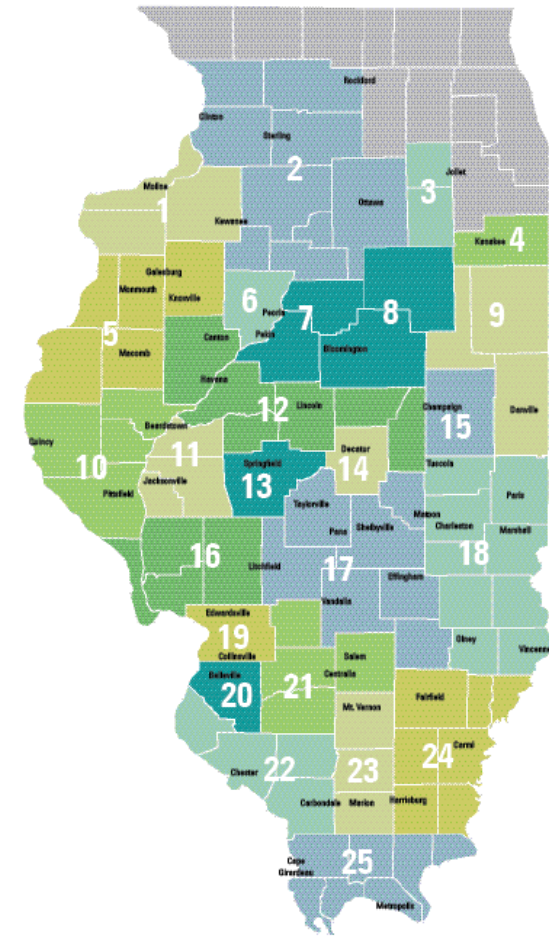 Rockford
Clinton
Sterling
2
Joliet
3
Moline
1
Ottawa
Kewanee
Kanakee
4
Galesburg
Monmouth
Knoxville
6
Peoria
7
8
9
5
Pekin
Canton
Macomb
Bloomington
Havana
12
Lincoln
Champaign
15
Danville
Beardstown
Quincy
10
11
Decatur
14
Springfield
13
Tuscola
Jacksonville
Pittsfield
Taylorville
Paris
Matoon
Shelbyville
Charleston
Pana
Marshall
16
18
Litchfield
17
Effingham
Vandalia
Edwardsville
19
Olney
Collinsville
Salem
Vincennes
Centralia
Belleville
20
21
Fairfield
Mt. Vernon
24
Carmi
22
23
Chester
Carbondale
Marion
Harrisburg
Cape
Girardeau
25
Metropolis